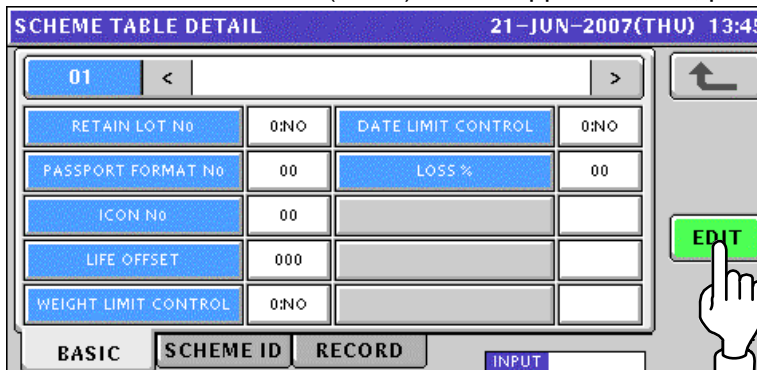 SCHEME TABLE DETAIL 21-JUN-2007(THU) 13:45
01 < >
RETAIN LOT No 0:NO DATE LIMIT CONTROL 0:NO
PASSPORT FORMAT No 00 LOSS % 00
ICON No 00
LIFE OFFSET 000
EDIT
WEIGHT LIMIT CONTROL 0:NO
BASIC SCHEME ID RECORD INPUT